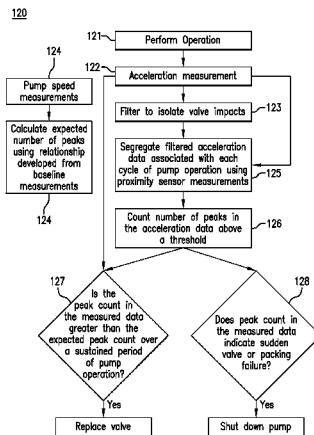 120
121
Perform Operation
122
Acceleration measurement
124
Pump speed
measurements
Filter to isolate valve impacts
123
Calculate expected
number of peaks
using relationship
developed from
baseline
measurements
124
Segregate filtered acceleration
data associated with each
cycle of pump operation using
proximity sensor measurements
125
Count number of peaks in
the acceleration data above
a threshold
126
127
Is the
peak count in
the measured data
greater than the
expected peak count over
a sustained period
of pump
operation?
128
Does peak count in
the measured data
indicate sudden
valve or packing
failure?
Yes
Yes
Replace valve
Shut down pump